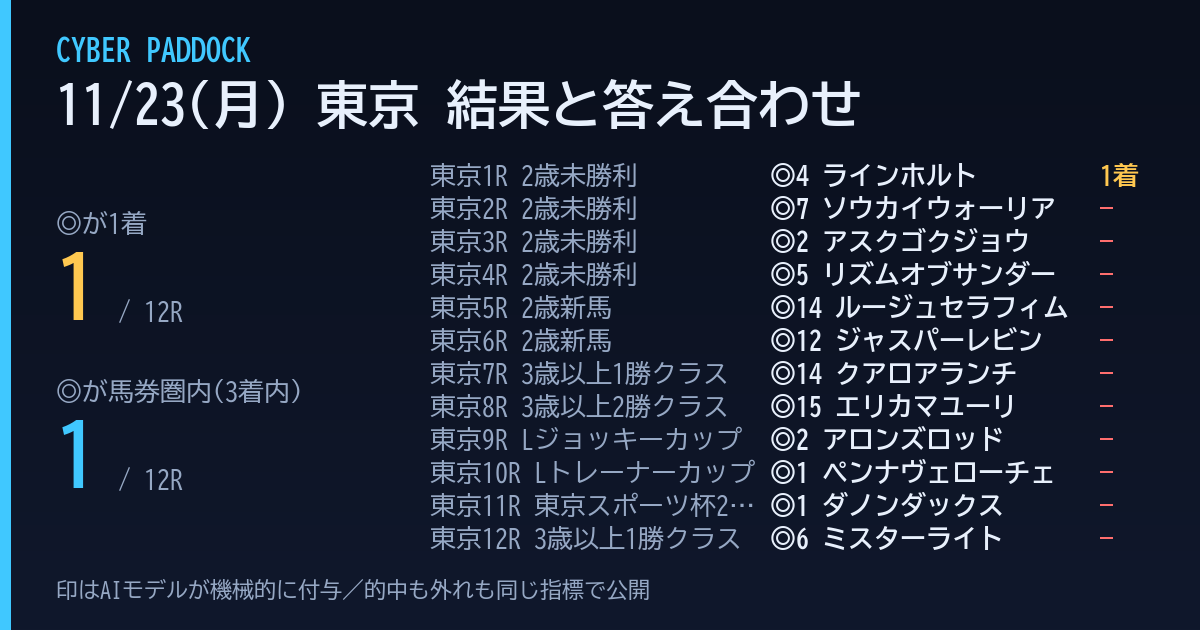 CYBER PADDOCK
11/23(月) 東京 結果と答え合わせ
◎が1着
1 / 12R
◎が馬券圏内(3着内)
1 / 12R
東京1R 2歳未勝利 ◎4 ラインホルト 1着
東京2R 2歳未勝利 ◎7 ソウカイウォーリア –
東京3R 2歳未勝利 ◎2 アスクゴクジョウ –
東京4R 2歳未勝利 ◎5 リズムオブサンダー –
東京5R 2歳新馬 ◎14 ルージュセラフィム –
東京6R 2歳新馬 ◎12 ジャスパーレビン –
東京7R 3歳以上1勝クラス ◎14 クアロアランチ –
東京8R 3歳以上2勝クラス ◎15 エリカマユーリ –
東京9R Lジョッキーカップ ◎2 アロンズロッド –
東京10R Lトレーナーカップ ◎1 ペンナヴェローチェ –
東京11R 東京スポーツ杯2… ◎1 ダノンダックス –
東京12R 3歳以上1勝クラス ◎6 ミスターライト –
印はAIモデルが機械的に付与／的中も外れも同じ指標で公開